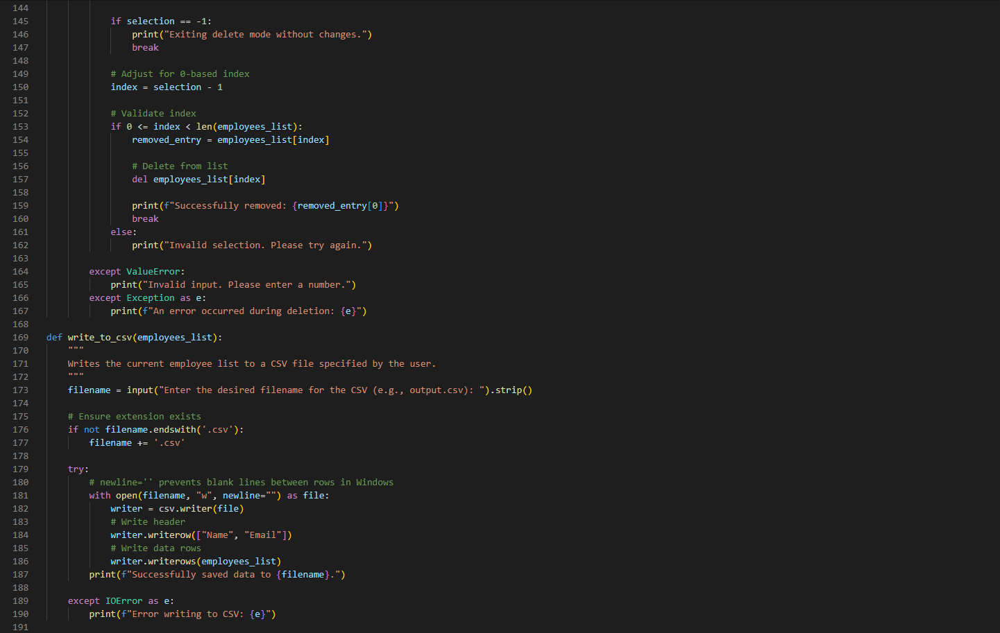 144
145 if selection == -1:
146 print("Exiting delete mode without changes.")
147 break
148
149 # Adjust for 0-based index
150 index = selection - 1
151
152 # Validate index
153 if 0 <= index < len(employees_list):
154 removed_entry = employees_list[index]
155
156 # Delete from list
157 del employees_list[index]
158
159 print(f"Successfully removed: {removed_entry[0]}")
160 break
161 else:
162 print("Invalid selection. Please try again.")
163
164 except ValueError:
165 print("Invalid input. Please enter a number.")
166 except Exception as e:
167 print(f"An error occurred during deletion: {e}")
168
169 def write_to_csv(employees_list):
170 """
171 Writes the current employee list to a CSV file specified by the user.
172 """
173 filename = input("Enter the desired filename for the CSV (e.g., output.csv): ").strip()
174
175 # Ensure extension exists
176 if not filename.endswith('.csv'):
177 filename += '.csv'
178
179 try:
180 # newline='' prevents blank lines between rows in Windows
181 with open(filename, "w", newline="") as file:
182 writer = csv.writer(file)
183 # Write header
184 writer.writerow(["Name", "Email"])
185 # Write data rows
186 writer.writerows(employees_list)
187 print(f"Successfully saved data to {filename}.")
188
189 except IOError as e:
190 print(f"Error writing to CSV: {e}")
191